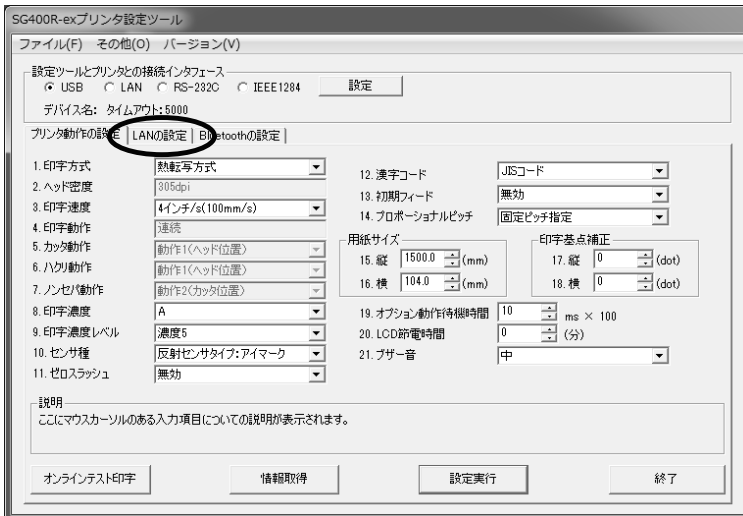 SG400R-exプリンタ設定ツール
ファイル(F) その他(O) バージョン(V)
設定ツールとプリンタとの接続インタフェース
USB LAN RS-232C IEEE1284 設定
デバイス名: タイムアウト:5000
プリンタ動作の設定 LANの設定 Bluetoothの設定
1.印字方式 熱転写方式
2.ヘッド密度 305dpi
3.印字速度 4インチ/s(100mm/s)
4.印字動作 連続
5.カッタ動作 動作1(ヘッド位置)
6.ハクリ動作 動作1(ヘッド位置)
7.ノンセパ動作 動作2(カッタ位置)
8.印字濃度 A
9.印字濃度レベル 濃度5
10.センサ種 反射センサタイプ:アイマーク
11.ゼロスラッシュ 無効
12.漢字コード JISコード
13.初期フィード 無効
14.プロポーショナルピッチ 固定ピッチ指定
用紙サイズ
15.縦 1500.0 (mm)
16.横 104.0 (mm)
印字基点補正
17.縦 0 (dot)
18.横 0 (dot)
19.オプション動作待機時間 10 ms × 100
20.LCD節電時間 0 (分)
21.ブザー音 中
説明
ここにマウスカーソルのある入力項目についての説明が表示されます。
オンラインテスト印字 情報取得 設定実行 終了